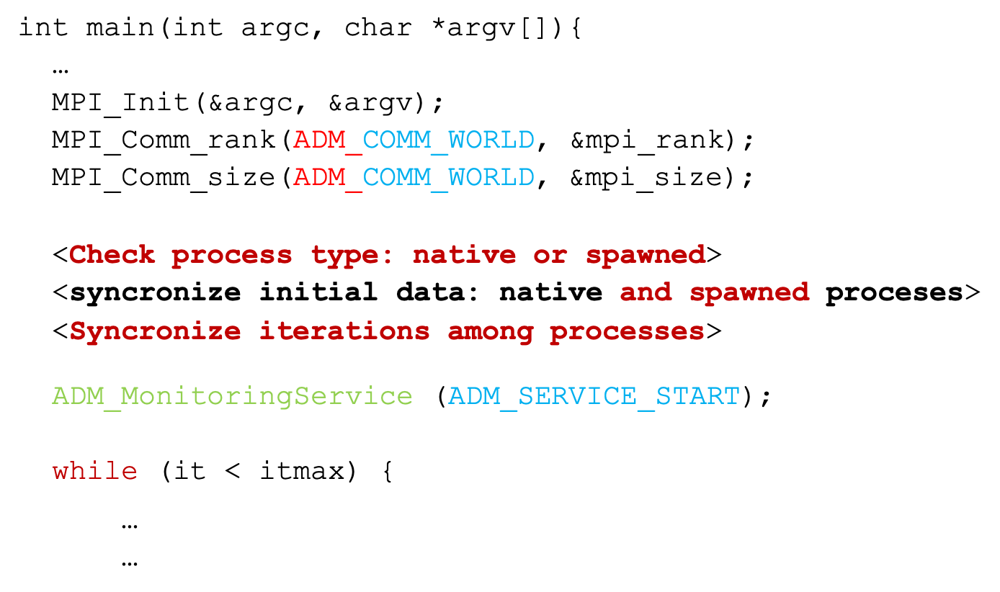 int main(int argc, char *argv[]){
…
MPI_Init(&argc, &argv);
MPI_Comm_rank(ADM_COMM_WORLD, &mpi_rank);
MPI_Comm_size(ADM_COMM_WORLD, &mpi_size);
<Check process type: native or spawned>
<syncronize initial data: native and spawned proceses>
<Syncronize iterations among processes>
ADM_MonitoringService (ADM_SERVICE_START);
while (it < itmax) {
…
…